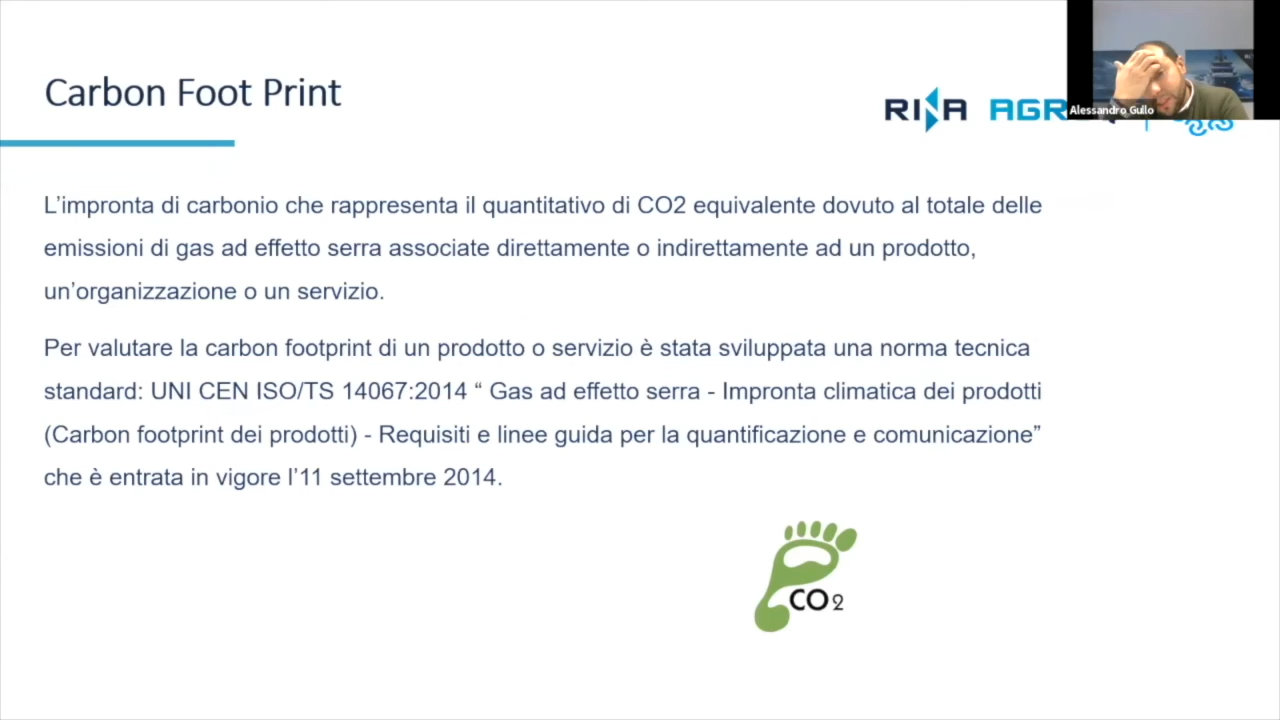 Carbon Foot Print
RINA AGR
Alessandro Gullo
L’impronta di carbonio che rappresenta il quantitativo di CO2 equivalente dovuto al totale delle
emissioni di gas ad effetto serra associate direttamente o indirettamente ad un prodotto,
un’organizzazione o un servizio.
Per valutare la carbon footprint di un prodotto o servizio è stata sviluppata una norma tecnica
standard: UNI CEN ISO/TS 14067:2014 “ Gas ad effetto serra - Impronta climatica dei prodotti
(Carbon footprint dei prodotti) - Requisiti e linee guida per la quantificazione e comunicazione”
che è entrata in vigore l’11 settembre 2014.
CO2